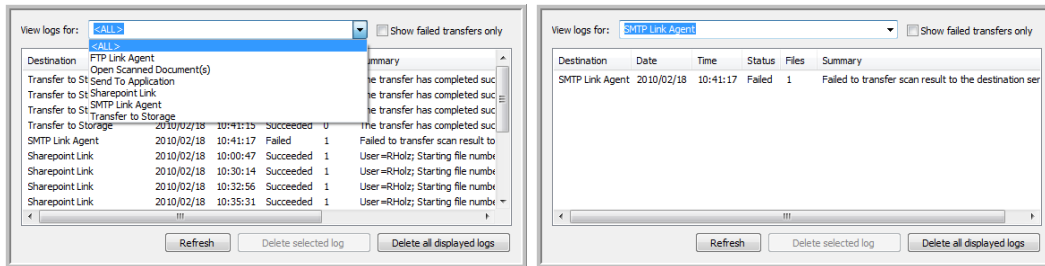 View logs for: <ALL> Show failed transfers only
<ALL>
FTP Link Agent
Open Scanned Document(s)
Send To Application
Sharepoint Link
SMTP Link Agent
Transfer to Storage
Destination ummary
Transfer to St he transfer has completed suc
Transfer to St he transfer has completed suc
Transfer to St he transfer has completed suc
Transfer to Storage 2010/02/18 10:41:15 Succeeded 0 The transfer has completed suc
SMTP Link Agent 2010/02/18 10:41:17 Failed 1 Failed to transfer scan result to
Sharepoint Link 2010/02/18 10:00:47 Succeeded 1 User=RHolz; Starting file numbe
Sharepoint Link 2010/02/18 10:30:14 Succeeded 1 User=RHolz; Starting file numbe
Sharepoint Link 2010/02/18 10:32:56 Succeeded 1 User=RHolz; Starting file numbe
Sharepoint Link 2010/02/18 10:35:31 Succeeded 1 User=RHolz; Starting file numbe
Refresh Delete selected log Delete all displayed logs
View logs for: SMTP Link Agent Show failed transfers only
Destination Date Time Status Files Summary
SMTP Link Agent 2010/02/18 10:41:17 Failed 1 Failed to transfer scan result to the destination ser
Refresh Delete selected log Delete all displayed logs